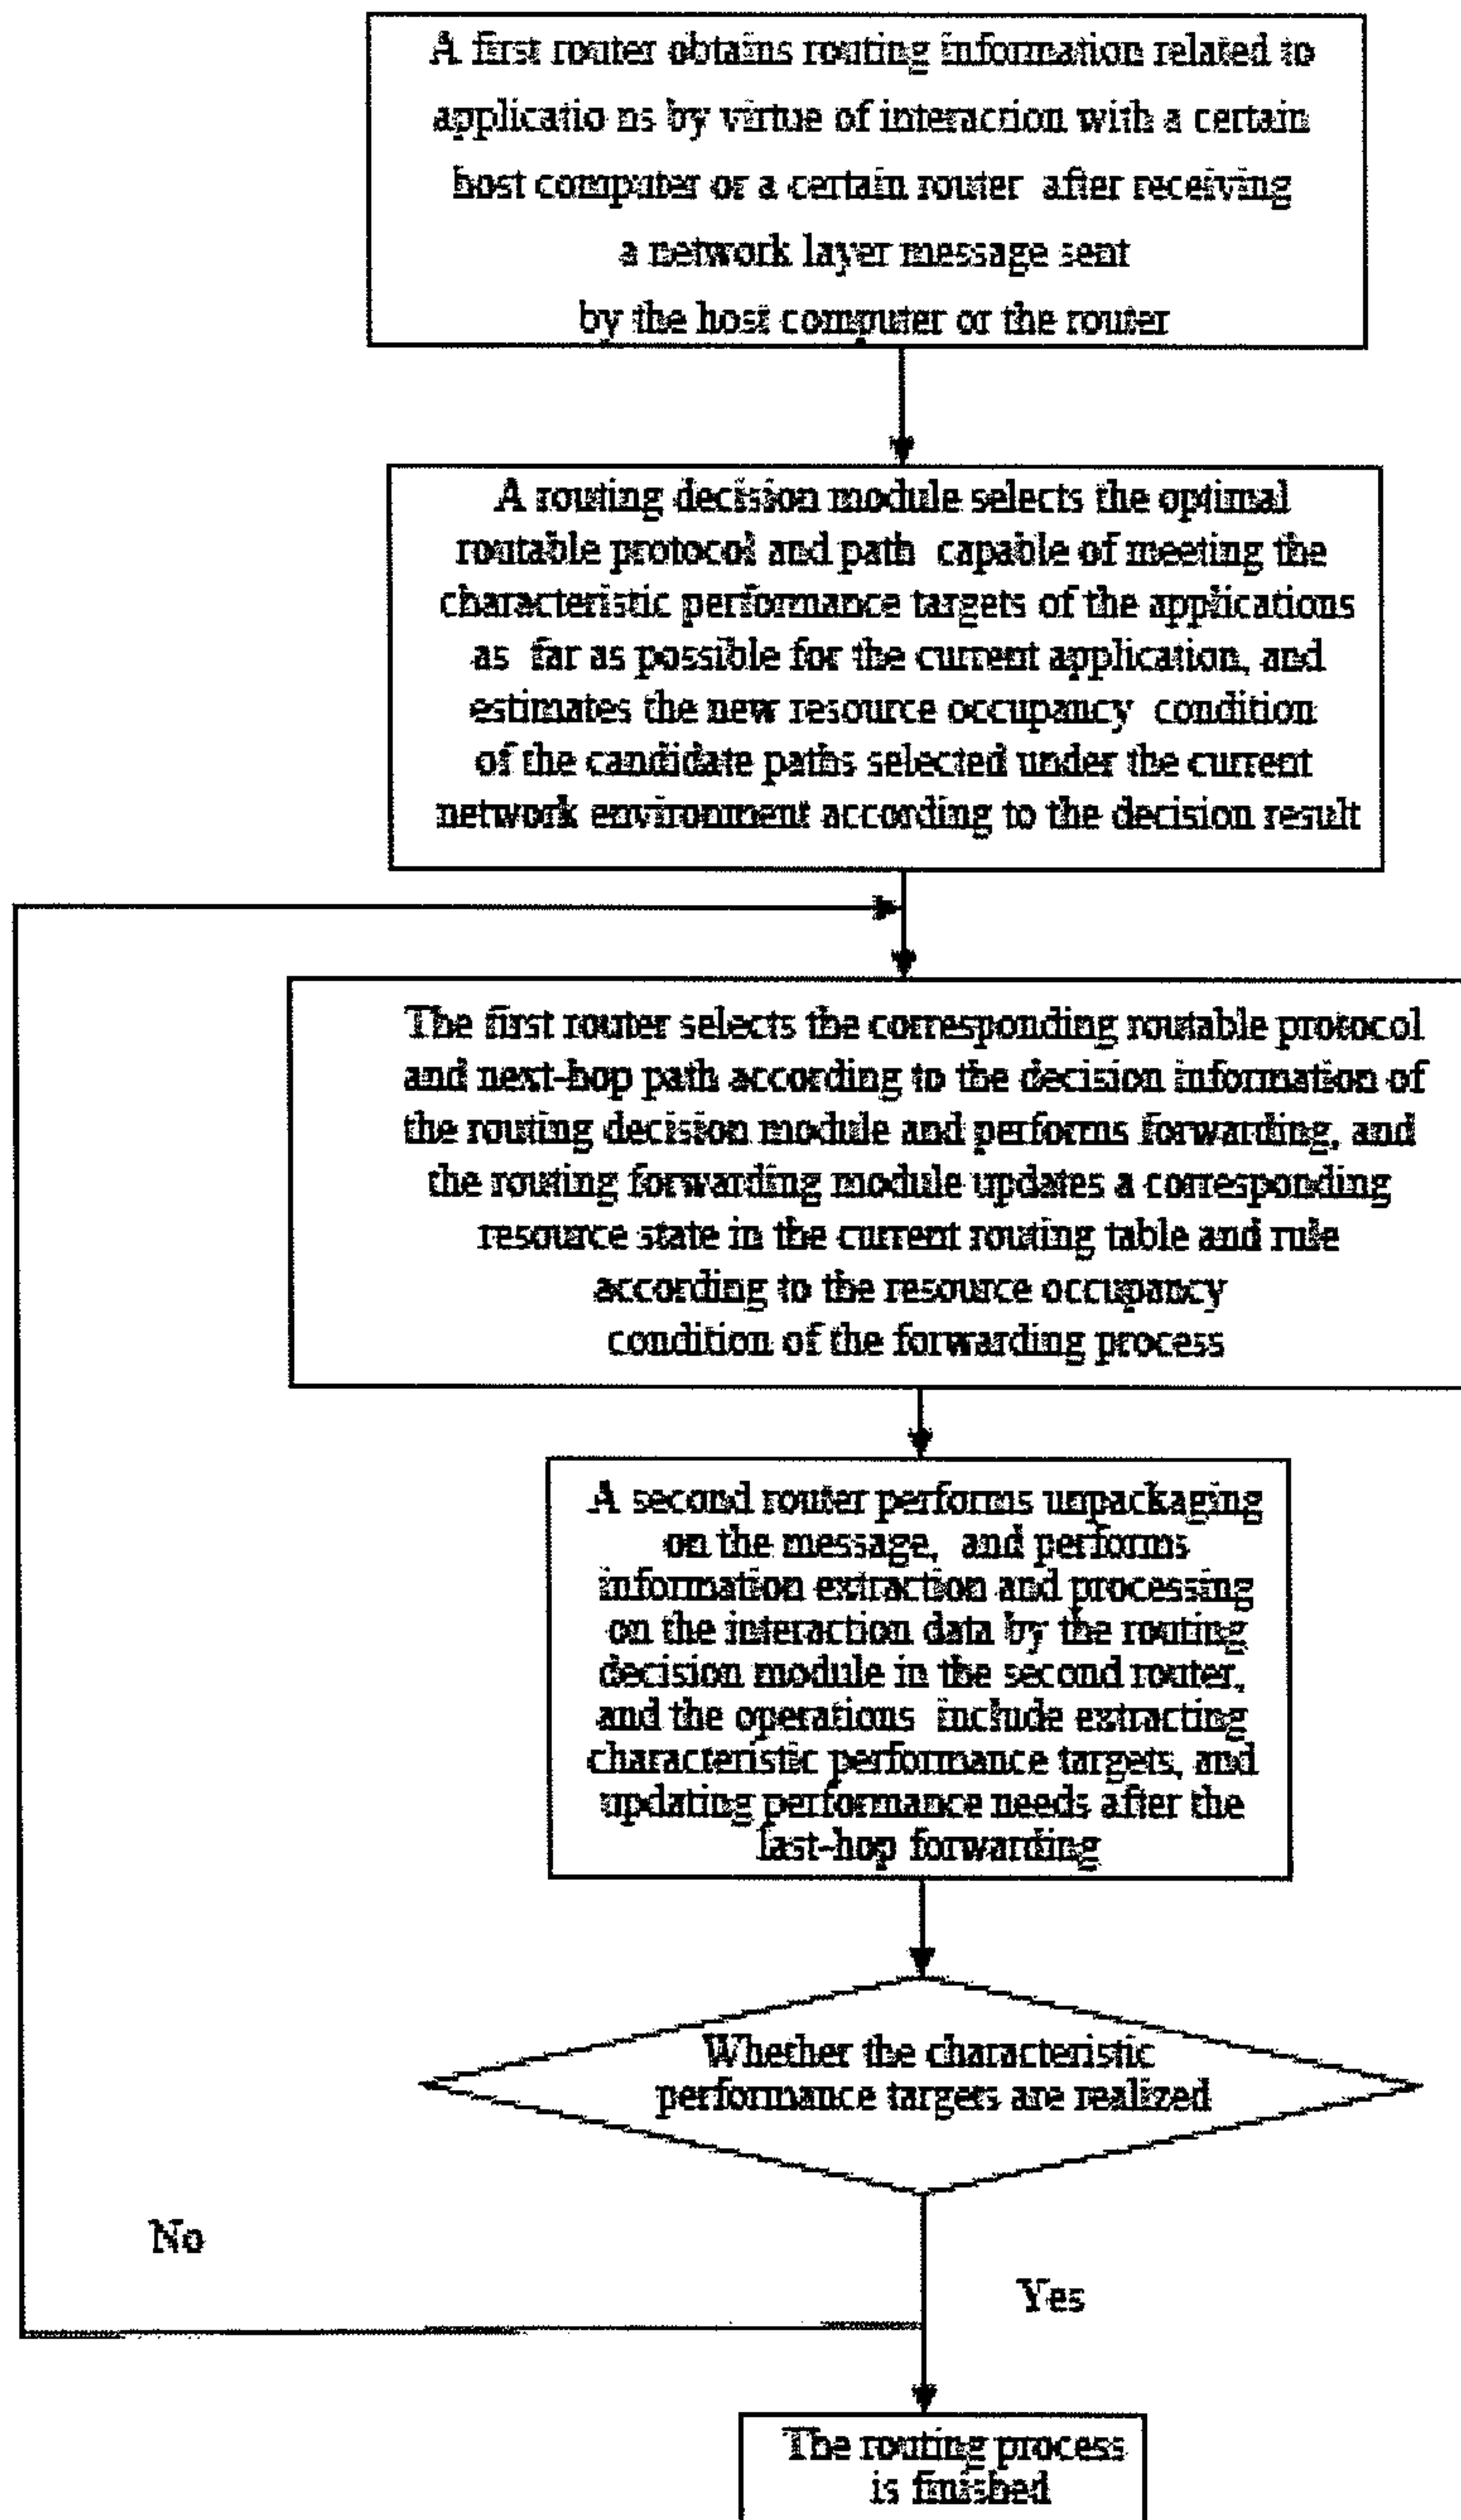 A first router obtains routing information related to
applicatio ns by virtue of interaction with a certain
host computer or a certain router after receiving
a network layer message sent
by the host computer or the router
A routing decision module selects the optimal
routable protocol and path capable of meeting the
characteristic performance targets of the applications
as far as possible for the current application, and
estimates the new resource occupancy condition
of the candidate paths selected under the current
network environment according to the decision result
The first router selects the corresponding routable protocol
and next-hop path according to the decision information of
the routing decision module and performs forwarding, and
the routing forwarding module updates a corresponding
resource state in the current routing table and rule
according to the resource occupancy
condition of the forwarding process
A second router performs unpackaging
on the message, and performs
information extraction and processing
on the interaction data by the routing
decision module in the second router,
and the operations include extracting
characteristic performance targets, and
updating performance needs after the
last-hop forwarding
Whether the characteristic
performance targets are realized
No
Yes
The routing process
is finished